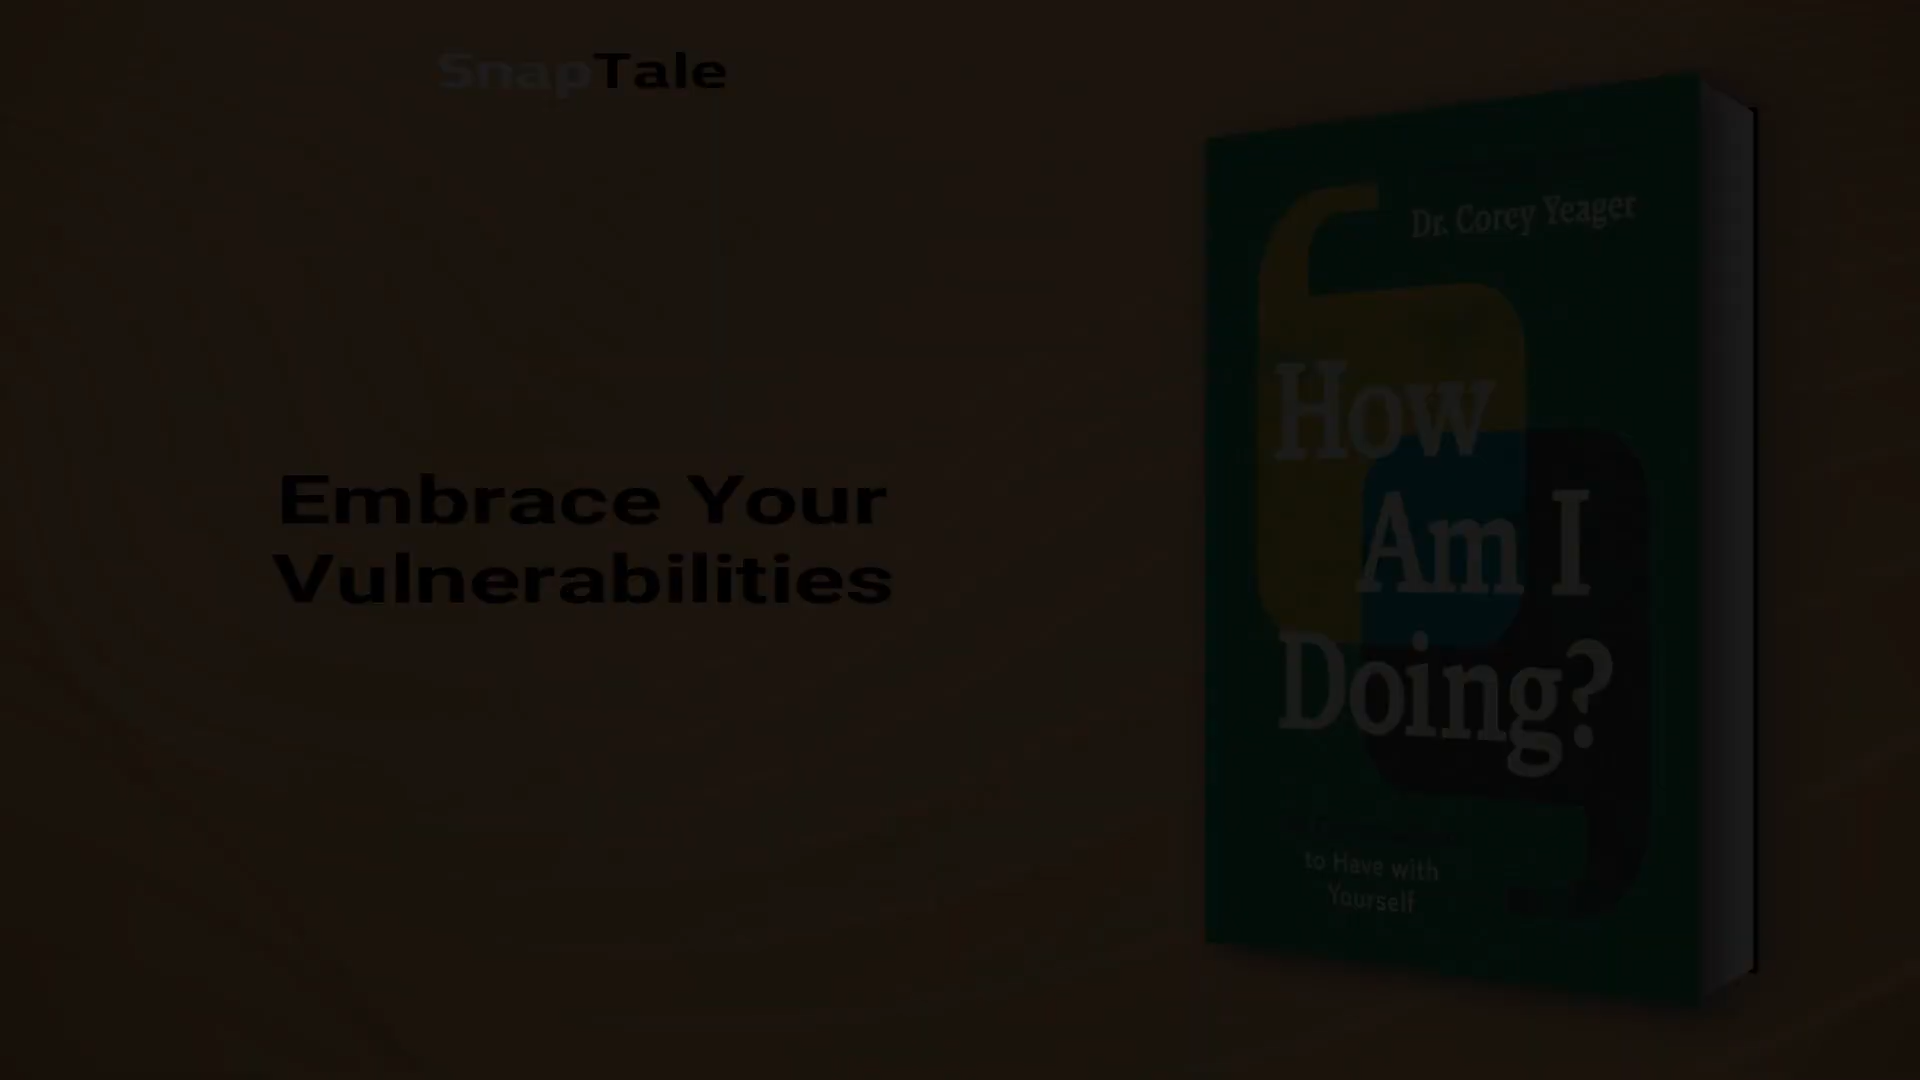 SnapTale
Embrace Your
Vulnerabilities
Dr. Corey Yeager
How
Am I
Doing?
to Have with
Yourself